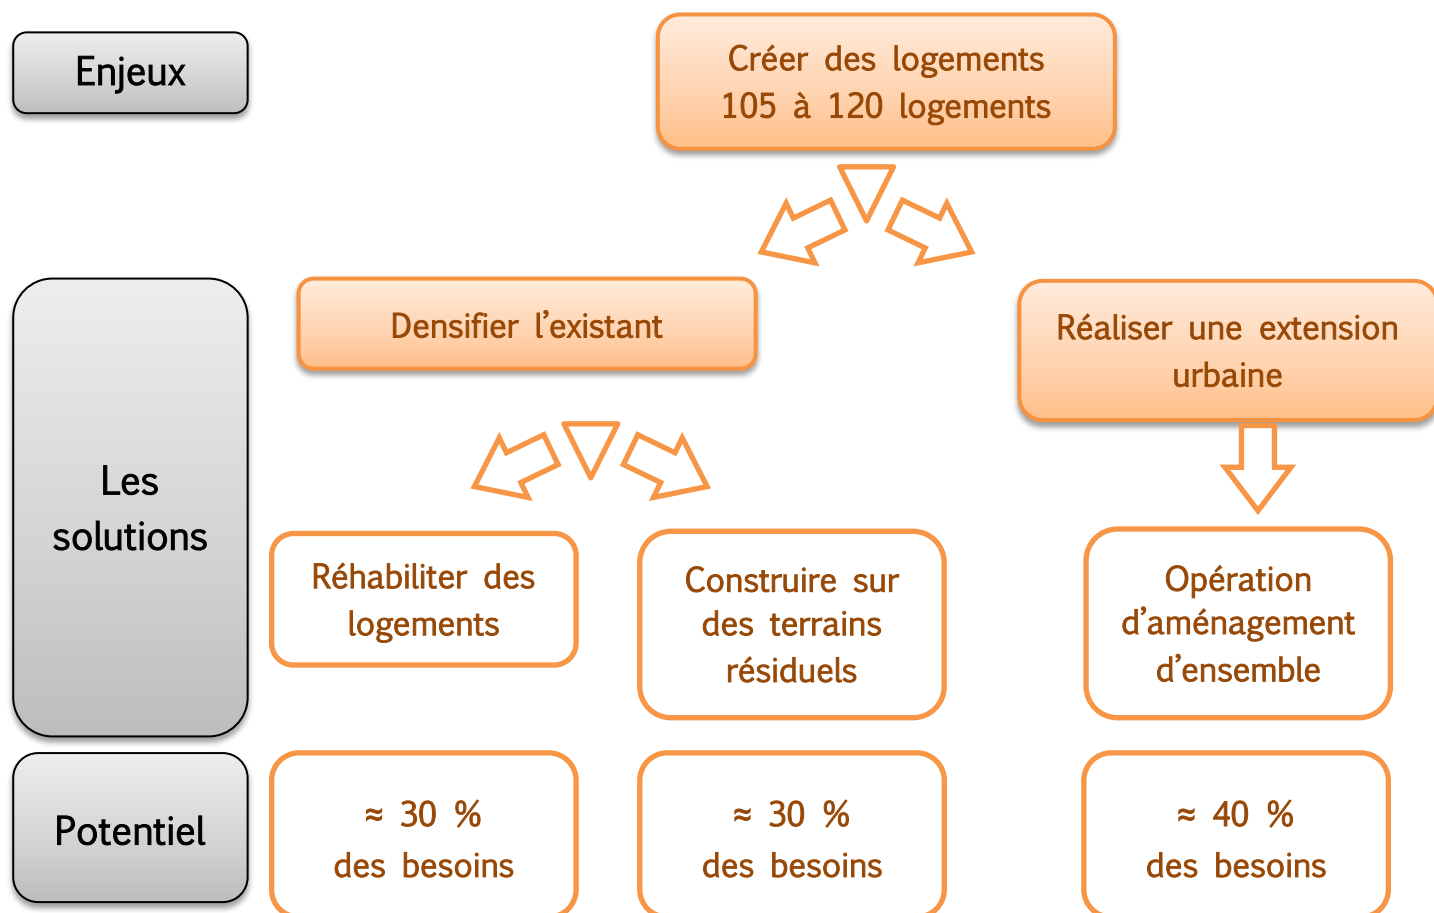 Enjeux
Créer des logements
105 à 120 logements
Densifier l’existant
Réaliser une extension
urbaine
Les
solutions
Réhabiliter des
logements
Construire sur
des terrains
résiduels
Opération
d’aménagement
d’ensemble
Potentiel
≈ 30 %
des besoins
≈ 30 %
des besoins
≈ 40 %
des besoins